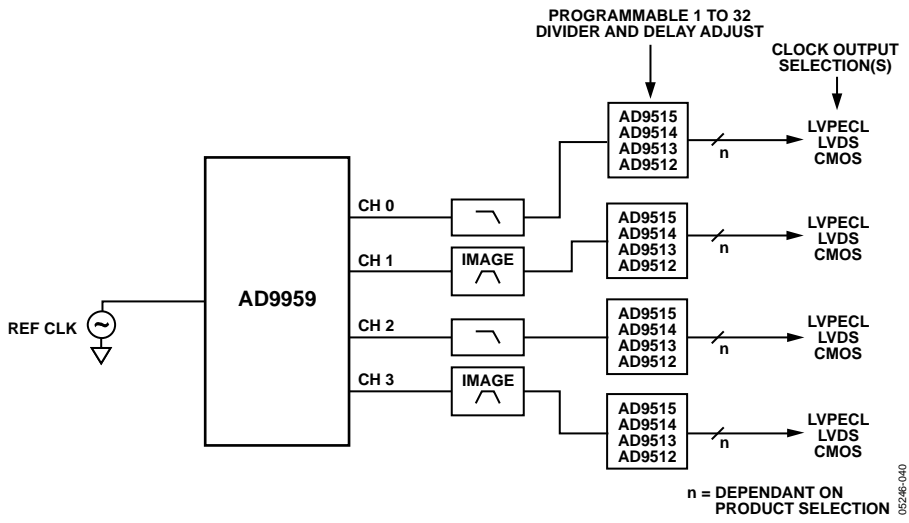 PROGRAMMABLE 1 TO 32
DIVIDER AND DELAY ADJUST
CLOCK OUTPUT
SELECTION(S)
AD9515
AD9514
AD9513
AD9512
n
LVPECL
LVDS
CMOS
CH 0
AD9515
AD9514
AD9513
AD9512
n
LVPECL
LVDS
CMOS
CH 1
IMAGE
AD9959
REF CLK
CH 2
AD9515
AD9514
AD9513
AD9512
n
LVPECL
LVDS
CMOS
CH 3
IMAGE
AD9515
AD9514
AD9513
AD9512
n
LVPECL
LVDS
CMOS
n = DEPENDANT ON
PRODUCT SELECTION
05246-040